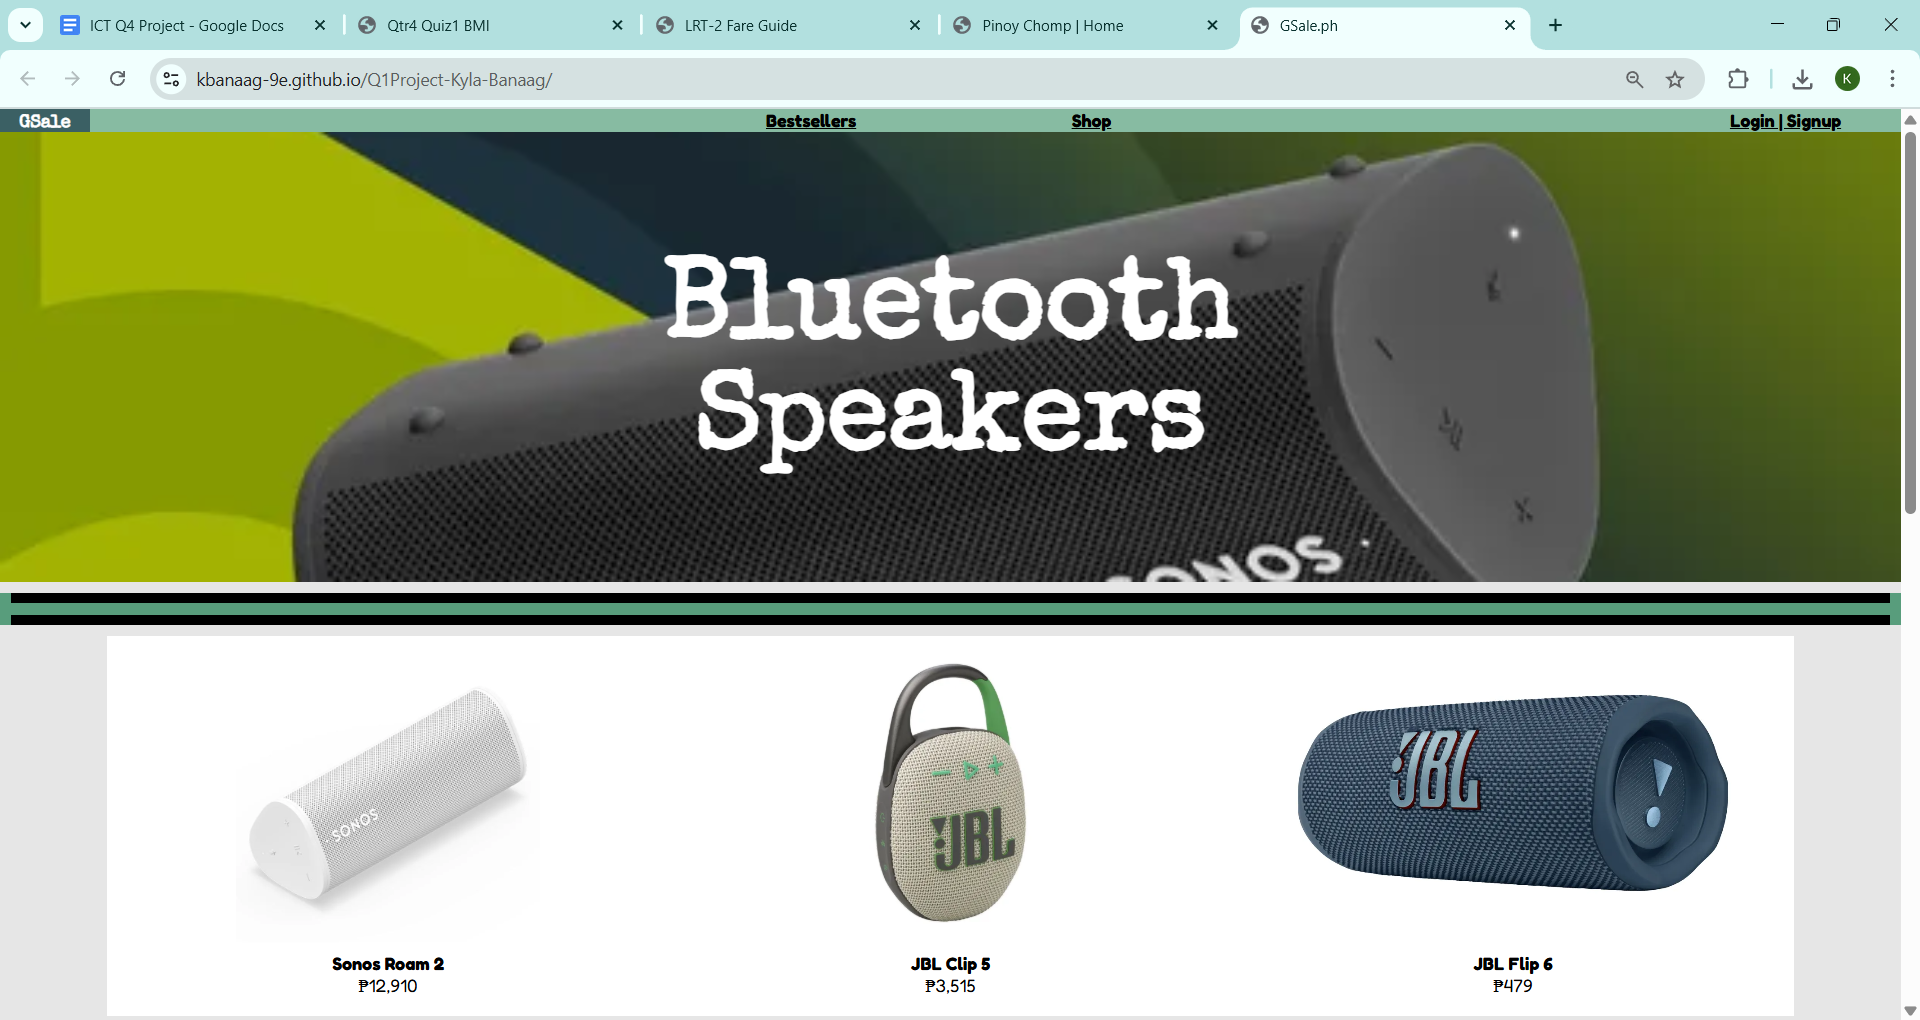 ICT Q4 Project - Google Docs
Qtr4 Quiz1 BMI
LRT-2 Fare Guide
Pinoy Chomp | Home
GSale.ph
kbanaag-9e.github.io/Q1Project-Kyla-Banaag/
K
GSale
Bestsellers
Shop
Login | Signup
Bluetooth
Speakers
SONOS
SONOS
JBL
JBL
Sonos Roam 2
JBL Clip 5
JBL Flip 6
₱12,910
₱3,515
₱479